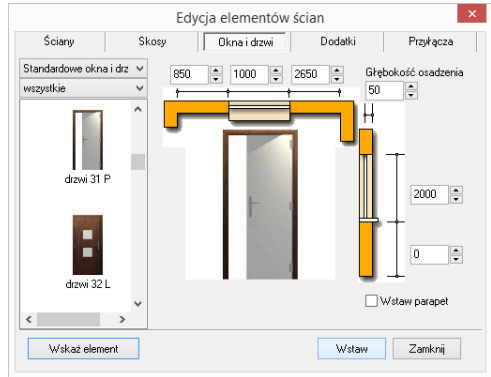 Edycja elementów ścian
Ściany Skosy Okna i drzwi Dodatki Przyłącza
Standardowe okna i drz
wszystkie
drzwi 31 P
drzwi 32 L
850 1000 2650
Głębokość osadzenia
50
2000
0
Wstaw parapet
Wskaż element Wstaw Zamknij